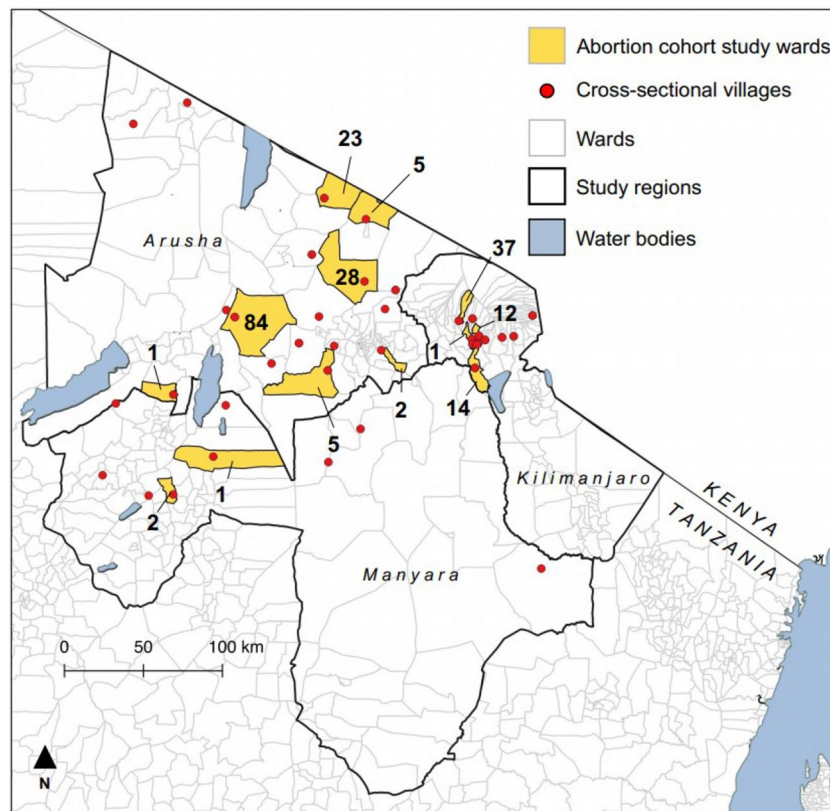 Abortion cohort study wards
Cross-sectional villages
Wards
Study regions
Water bodies
23
5
Arusha
37
28
12
84
1
1
2
14
5
1
Kilimanjaro
2
KENYA
TANZANIA
Manyara
0 50 100 km
N